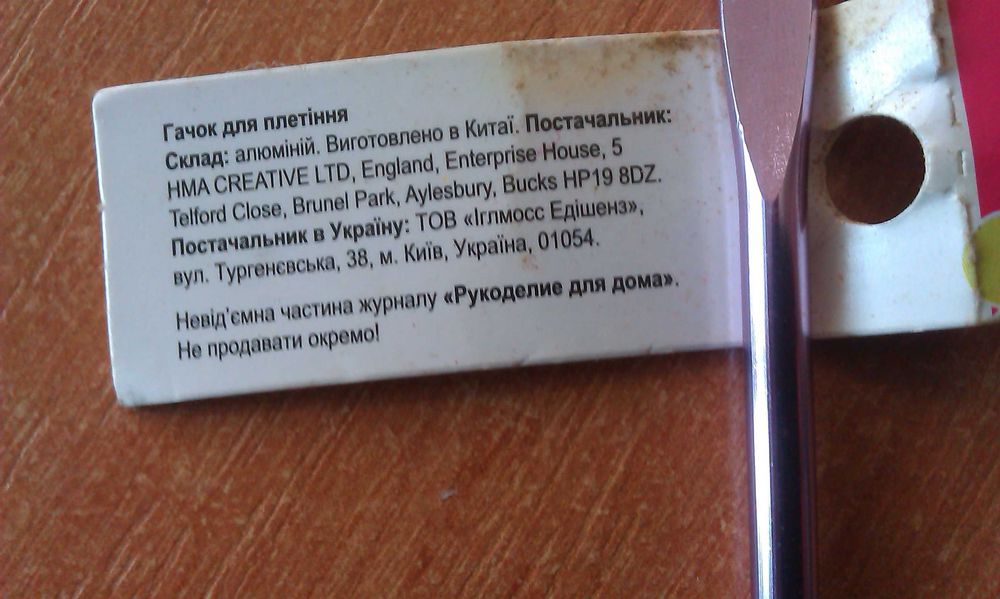 Гачок для плетіння
Склад: алюміній. Виготовлено в Китаї. Постачальник:
HMA CREATIVE LTD, England, Enterprise House, 5
Telford Close, Brunel Park, Aylesbury, Bucks HP19 8DZ.
Постачальник в Україну: ТОВ «Іглмосс Едішенз»,
вул. Тургенєвська, 38, м. Київ, Україна, 01054.
Невід'ємна частина журналу «Рукоделие для дома».
Не продавати окремо!